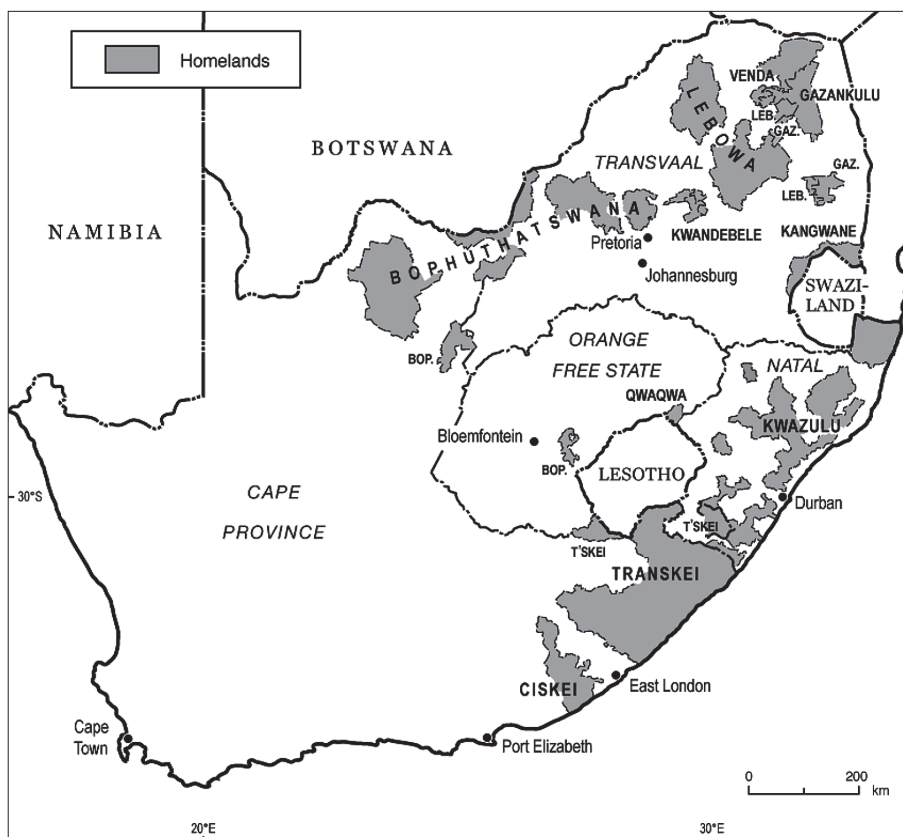 Homelands
VENDA
GAZANKULU
LEBOWA
LEB.
GAZ.
BOTSWANA
TRANSVAAL
GAZ.
LEB.
NAMIBIA
BOPHUTHATSWANA
Pretoria
KWANDEBELE
KANGWANE
Johannesburg
SWAZI-
LAND
ORANGE
FREE STATE
BOP.
NATAL
QWAQWA
KWAZULU
Bloemfontein
BOP.
LESOTHO
30°S
CAPE
PROVINCE
Durban
T'SKEI
T'SKEI
TRANSKEI
CISKEI
East London
Cape
Town
Port Elizabeth
0
200
km
20°E
30°E